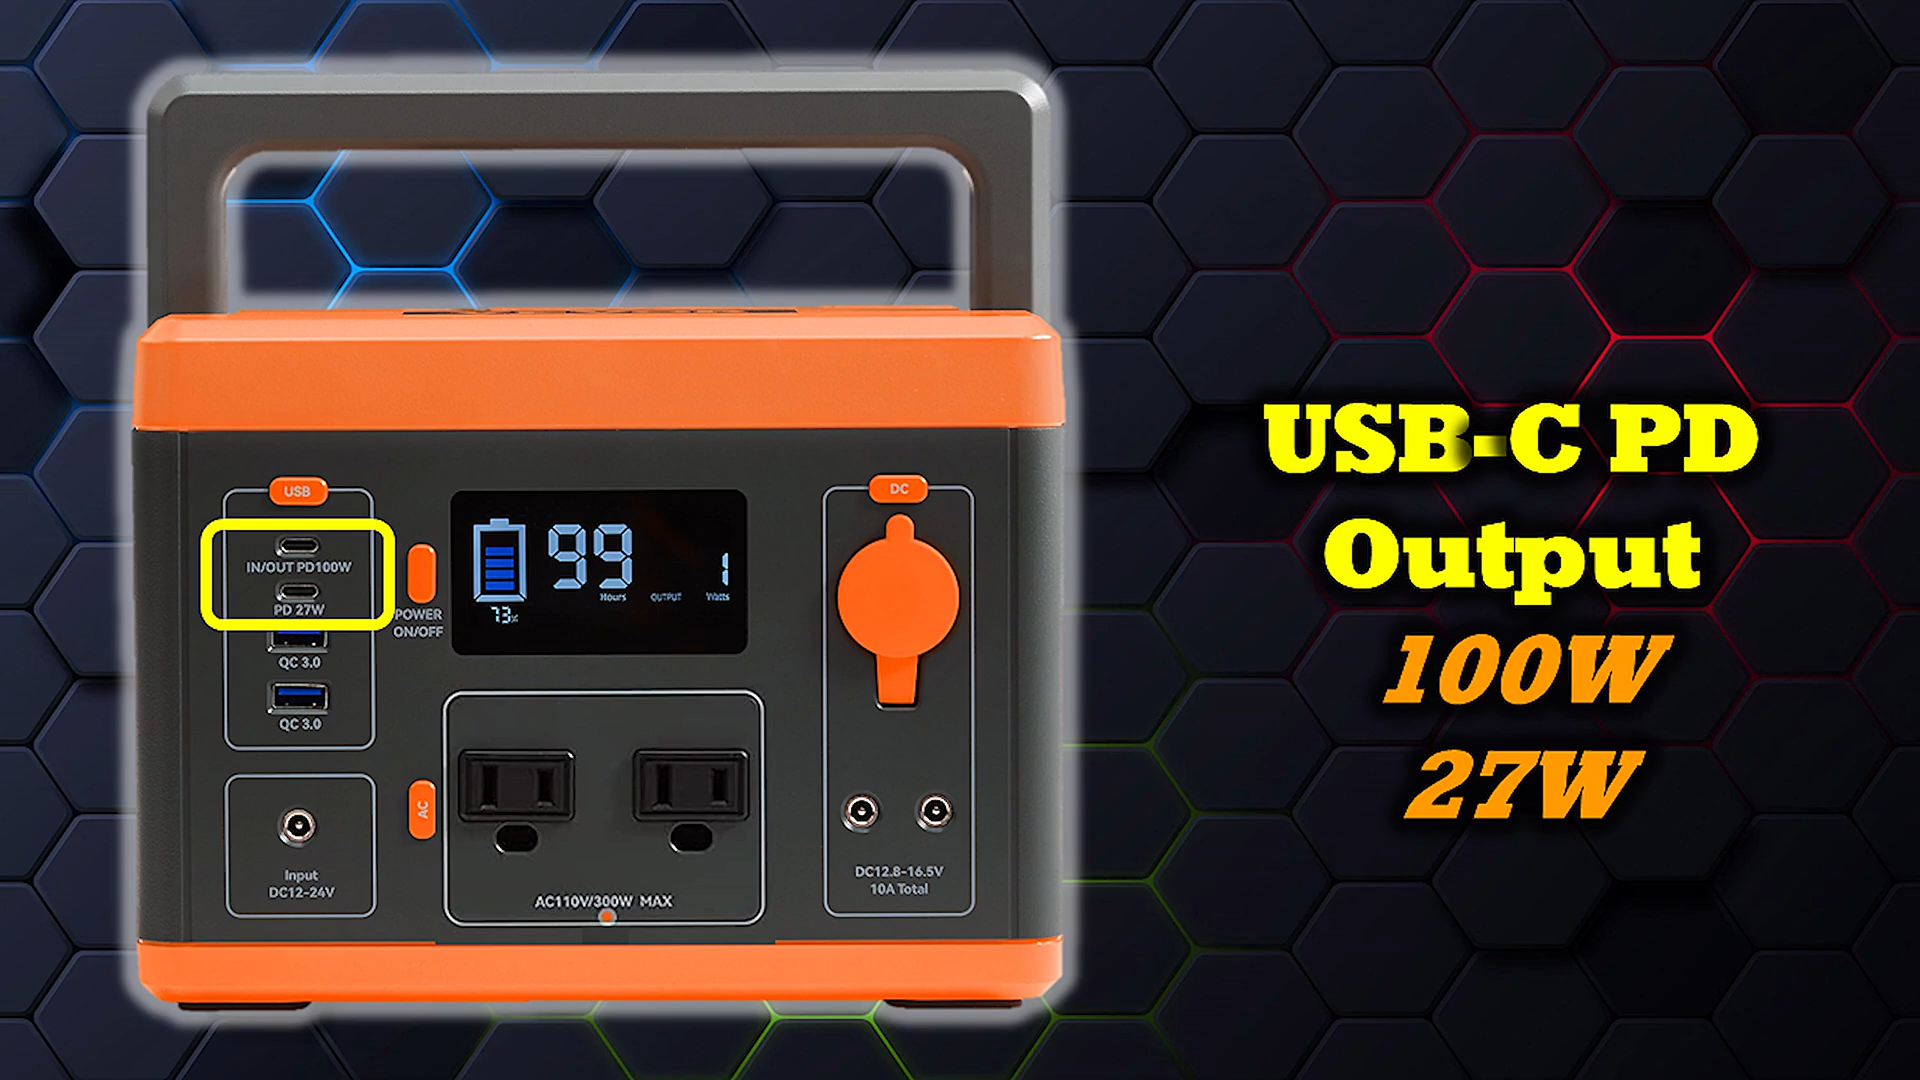 USB
IN/OUT PD100W
PD 27W
QC 3.0
QC 3.0
POWER
ON/OFF
99
Hours
OUTPUT
1
Watts
73%
DC
Input
DC12-24V
AC
AC110V/300W MAX
DC12.8-16.5V
10A Total
USB-C PD
Output
100W
27W